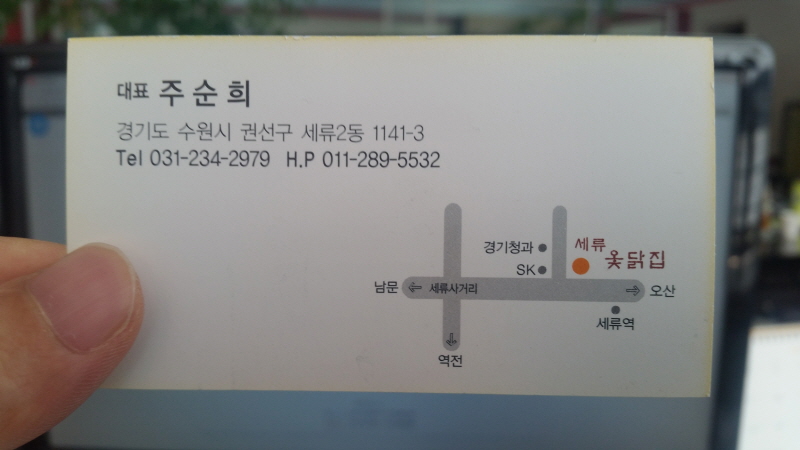 대표 주순희
경기도 수원시 권선구 세류2동 1141-3
Tel 031-234-2979 H.P 011-289-5532
경기청과
세류
옻닭집
SK
남문
세류사거리
오산
세류역
역전